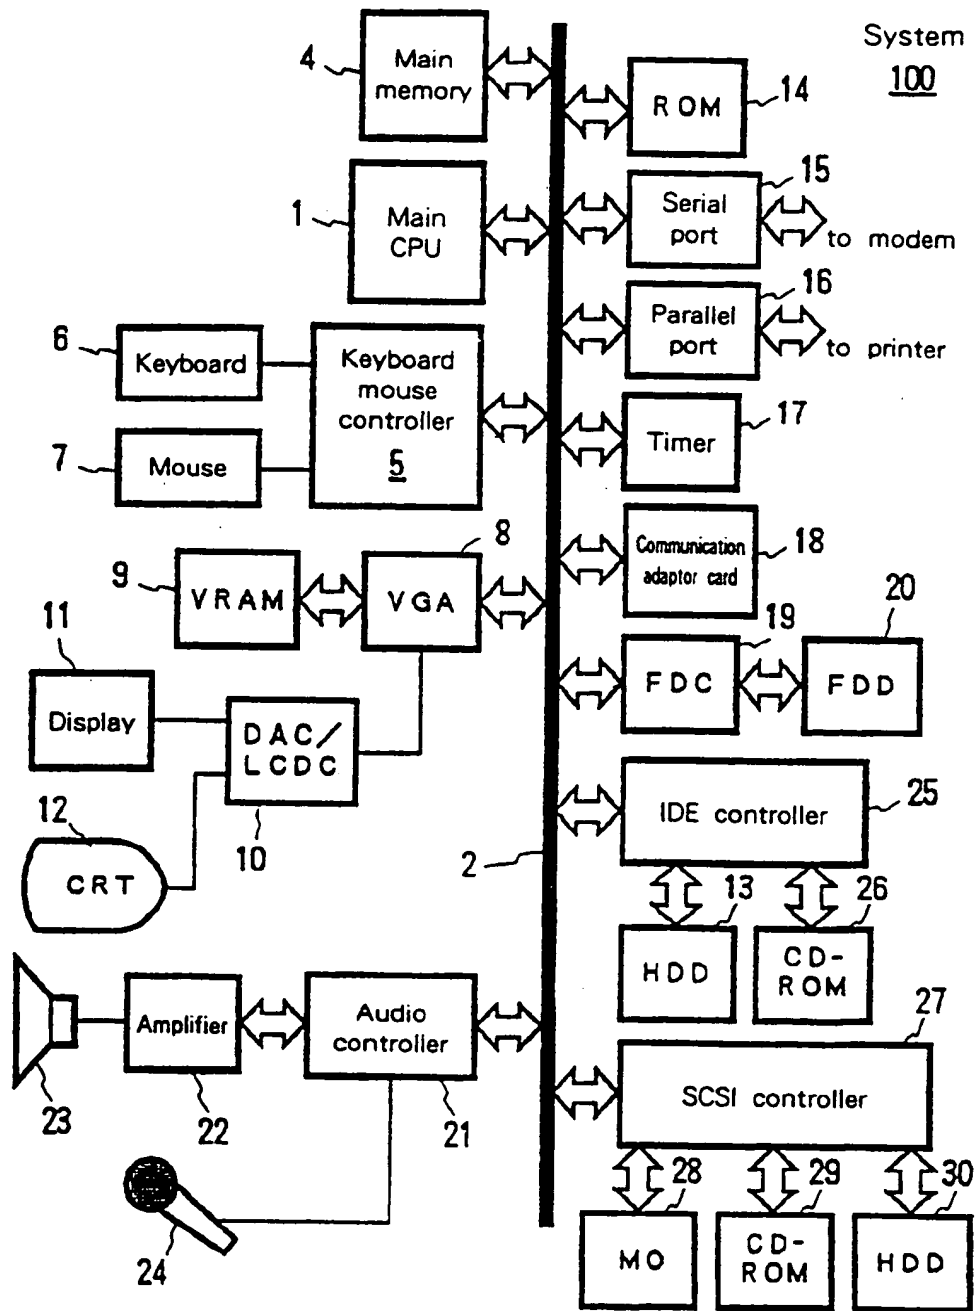 System
100
4
Main
memory
ROM
14
1
Main
CPU
15
Serial
port
to modem
16
Parallel
port
to printer
6
Keyboard
Keyboard
mouse
controller
5
7
Mouse
17
Timer
18
Communication
adaptor card
8
9
VRAM
VGA
19
20
FDC
FDD
11
Display
DAC/
LCDC
10
12
CRT
2
IDE controller
25
13
26
HDD
CD-
ROM
23
Amplifier
22
Audio
controller
21
24
27
SCSI controller
28
29
30
MO
CD-
ROM
HDD